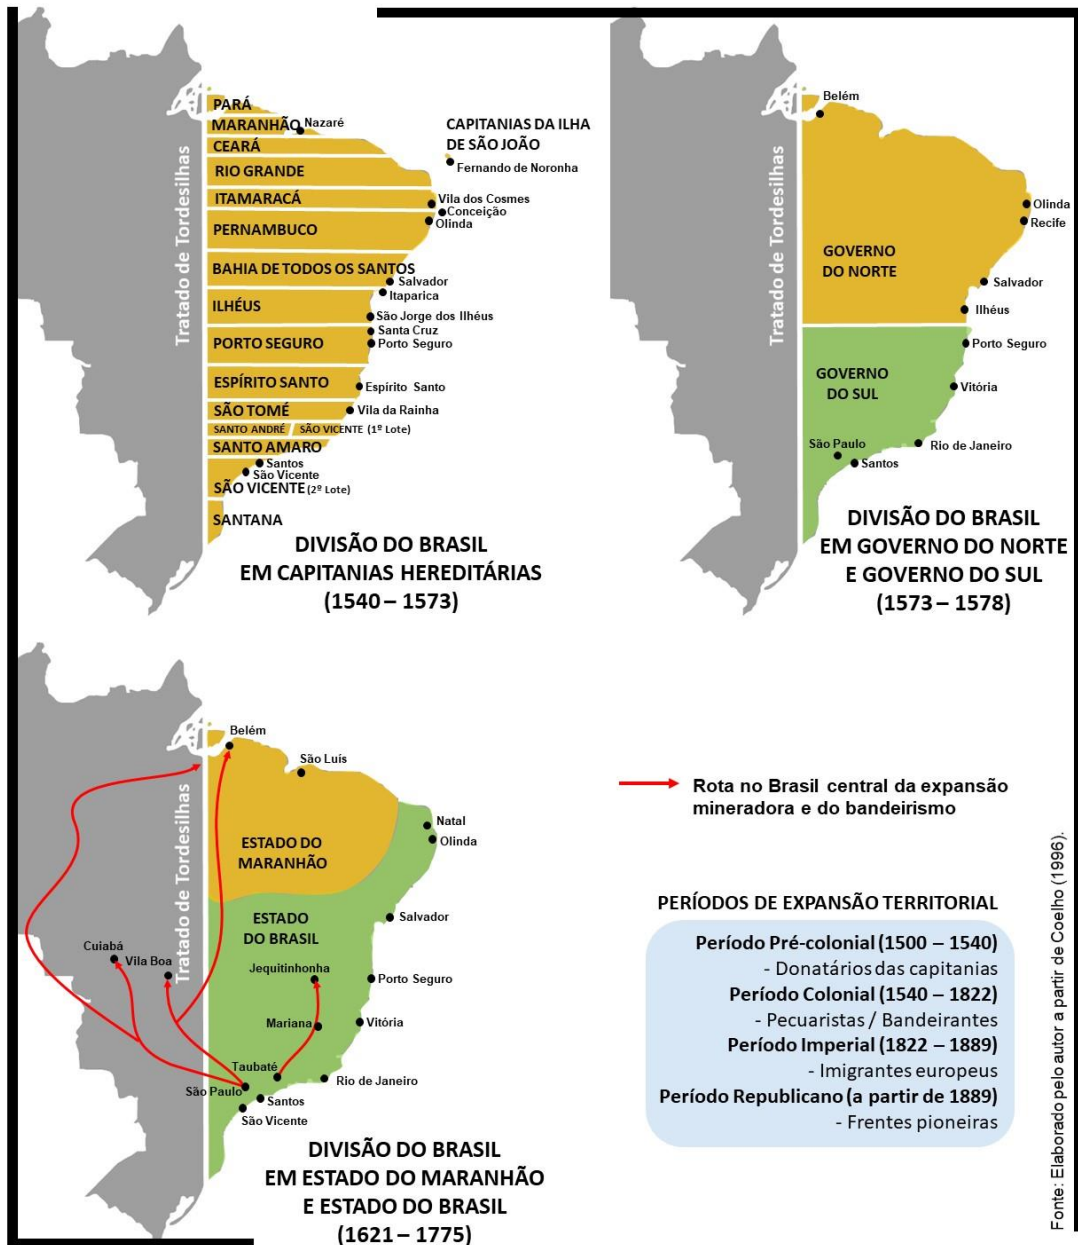 PARÁ
MARANHÃO
Nazaré
CEARÁ
CAPITANIAS DA ILHA
DE SÃO JOÃO
Fernando de Noronha
RIO GRANDE
ITAMARACÁ
Vila dos Cosmes
Conceição
Olinda
PERNAMBUCO
BAHIA DE TODOS OS SANTOS
Salvador
Itaparica
ILHÉUS
São Jorge dos Ilhéus
Santa Cruz
PORTO SEGURO
Porto Seguro
ESPÍRITO SANTO
Espírito Santo
SÃO TOMÉ
Vila da Rainha
SANTO ANDRÉ
SÃO VICENTE (1º Lote)
SANTO AMARO
Santos
São Vicente
SÃO VICENTE (2º Lote)
SANTANA
Tratado de Tordesilhas
DIVISÃO DO BRASIL
EM CAPITANIAS HEREDITÁRIAS
(1540 – 1573)
Belém
Olinda
Recife
GOVERNO
DO NORTE
Salvador
Ilhéus
Porto Seguro
GOVERNO
DO SUL
Vitória
São Paulo
Rio de Janeiro
Santos
Tratado de Tordesilhas
DIVISÃO DO BRASIL
EM GOVERNO DO NORTE
E GOVERNO DO SUL
(1573 – 1578)
Belém
São Luís
Natal
Olinda
ESTADO DO
MARANHÃO
ESTADO
DO BRASIL
Salvador
Cuiabá
Vila Boa
Jequitinhonha
Porto Seguro
Mariana
Vitória
Taubaté
São Paulo
Rio de Janeiro
Santos
São Vicente
Tratado de Tordesilhas
DIVISÃO DO BRASIL
EM ESTADO DO MARANHÃO
E ESTADO DO BRASIL
(1621 – 1775)
Rota no Brasil central da expansão
mineradora e do bandeirismo
PERÍODOS DE EXPANSÃO TERRITORIAL
Período Pré-colonial (1500 – 1540)
- Donatários das capitanias
Período Colonial (1540 – 1822)
- Pecuaristas / Bandeirantes
Período Imperial (1822 – 1889)
- Imigrantes europeus
Período Republicano (a partir de 1889)
- Frentes pioneiras
Fonte: Elaborado pelo autor a partir de Coelho (1996).